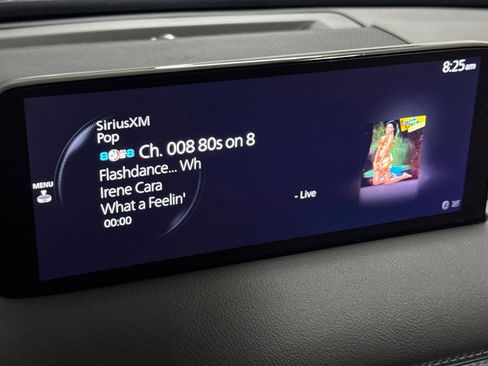 8:25am
SiriusXM
Pop
Ch. 008 80s on 8
Flashdance... Wh
Irene Cara
What a Feelin'
- Live
00:00
MENU